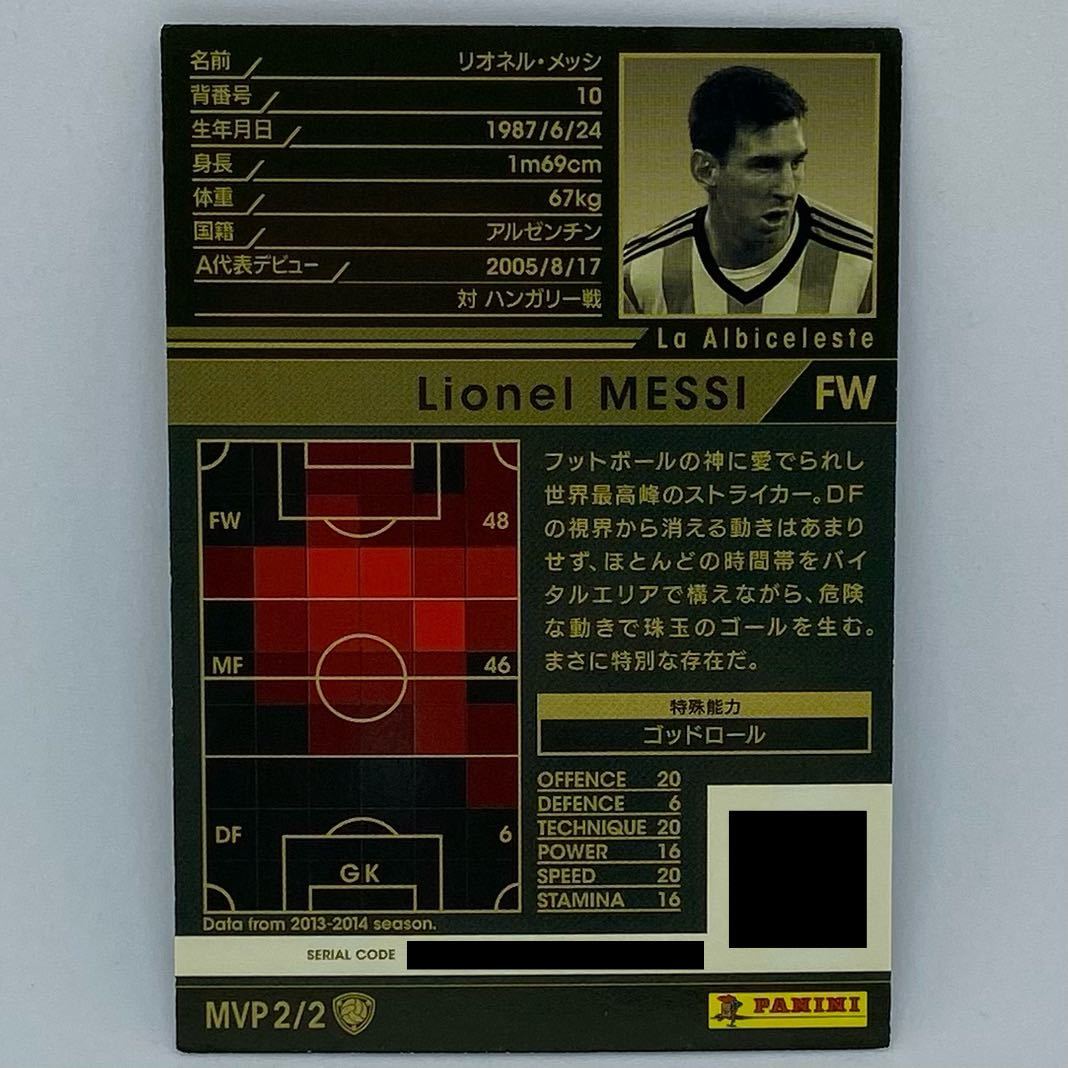 名前 リオネル・メッシ
背番号 10
生年月日 1987/6/24
身長 1m69cm
体重 67kg
国籍 アルゼンチン
A代表デビュー 2005/8/17
対 ハンガリー戦
La Albiceleste
Lionel MESSI FW
FW 48
MF 46
DF 6
GK
Data from 2013-2014 season.
フットボールの神に愛でられし
世界最高峰のストライカー。DF
の視界から消える動きはあまり
せず、ほとんどの時間帯をバイ
タルエリアで構えながら、危険
な動きで珠玉のゴールを生む。
まさに特別な存在だ。
特殊能力
ゴッドロール
OFFENCE 20
DEFENCE 6
TECHNIQUE 20
POWER 16
SPEED 20
STAMINA 16
SERIAL CODE
MVP 2/2
PANINI